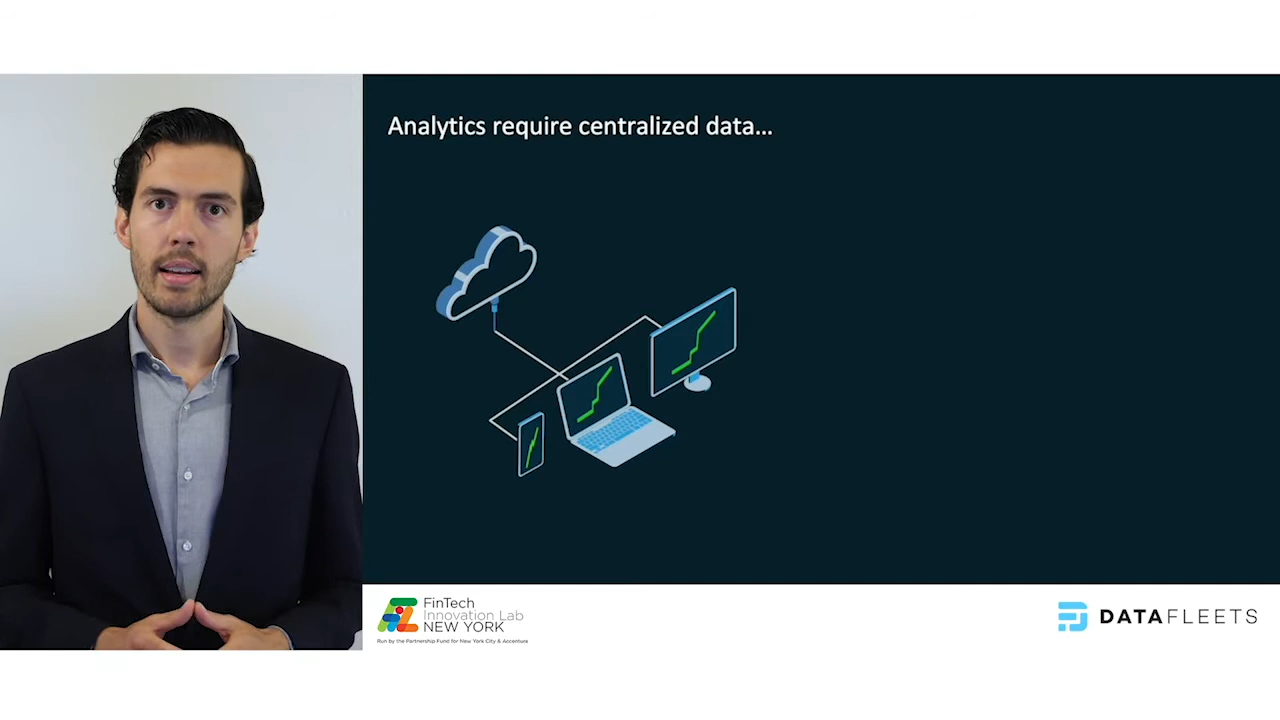 Analytics require centralized data...
FinTech
Innovation Lab
NEW YORK
Run by the Partnership Fund for New York City & Accenture
DATAFLEETS